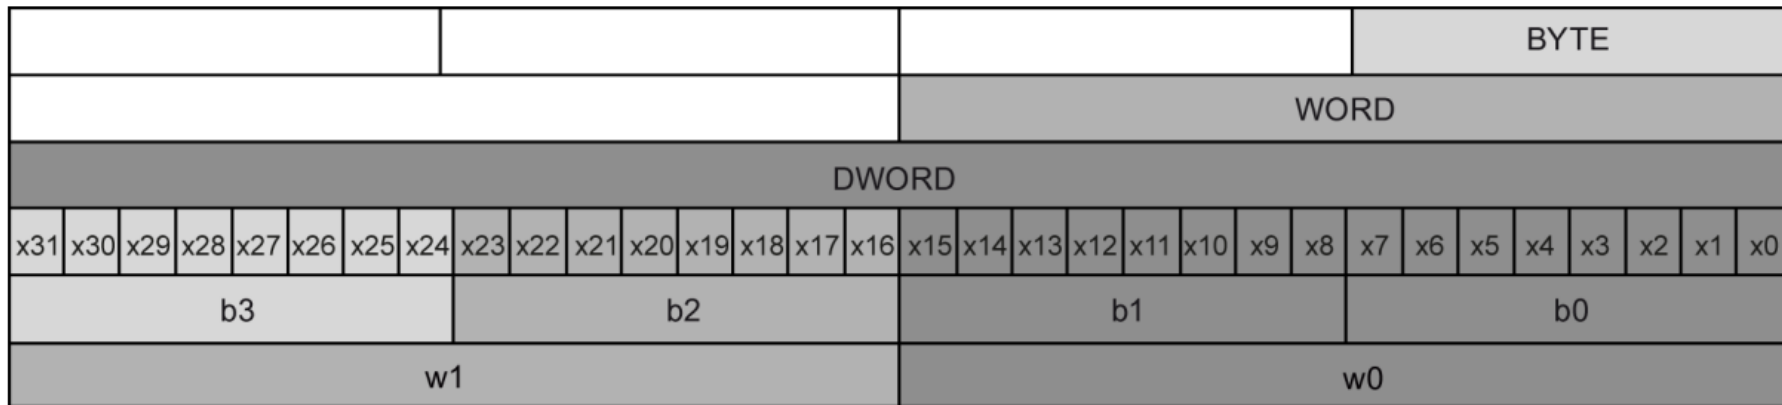 BYTE
WORD
DWORD
x31 x30 x29 x28 x27 x26 x25 x24 x23 x22 x21 x20 x19 x18 x17 x16 x15 x14 x13 x12 x11 x10 x9 x8 x7 x6 x5 x4 x3 x2 x1 x0
b3 b2 b1 b0
w1 w0